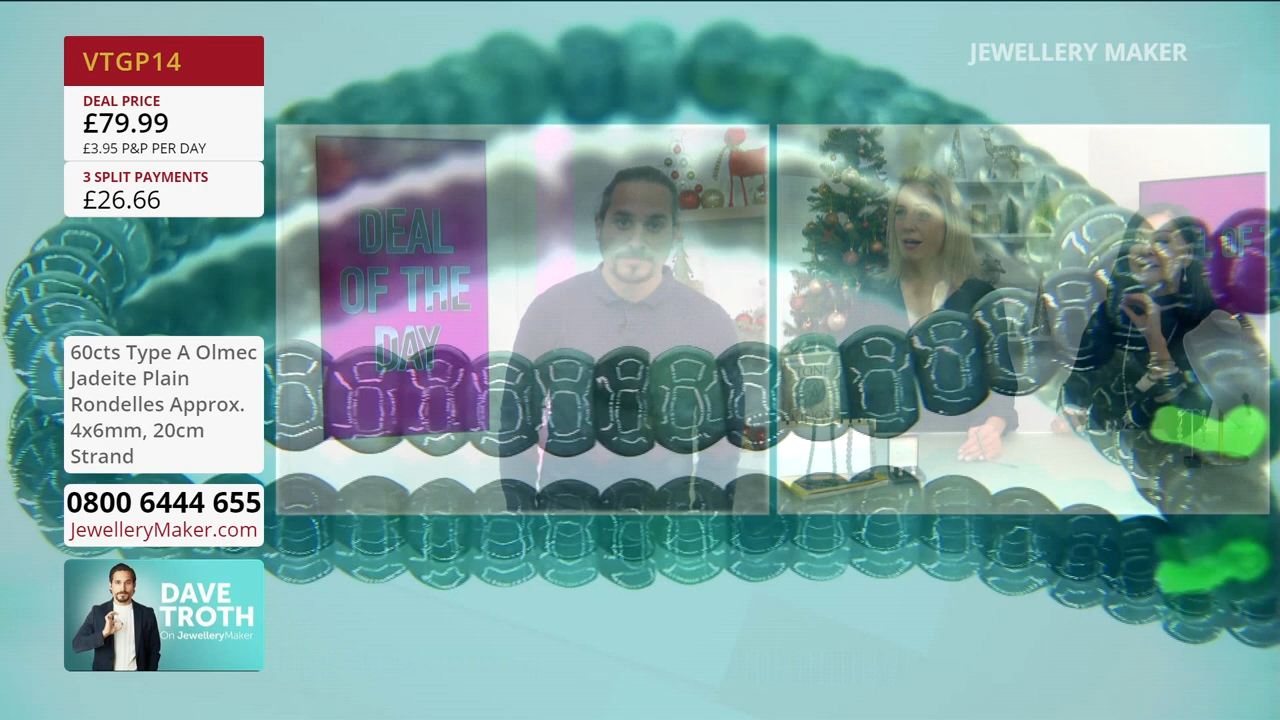 VTGP14
DEAL PRICE
£79.99
£3.95 P&P PER DAY
3 SPLIT PAYMENTS
£26.66
60cts Type A Olmec
Jadeite Plain
Rondelles Approx.
4x6mm, 20cm
Strand
0800 6444 655
JewelleryMaker.com
DAVE
TROTH
On JewelleryMaker
DEAL
OF THE
DAY
JEWELLERY MAKER